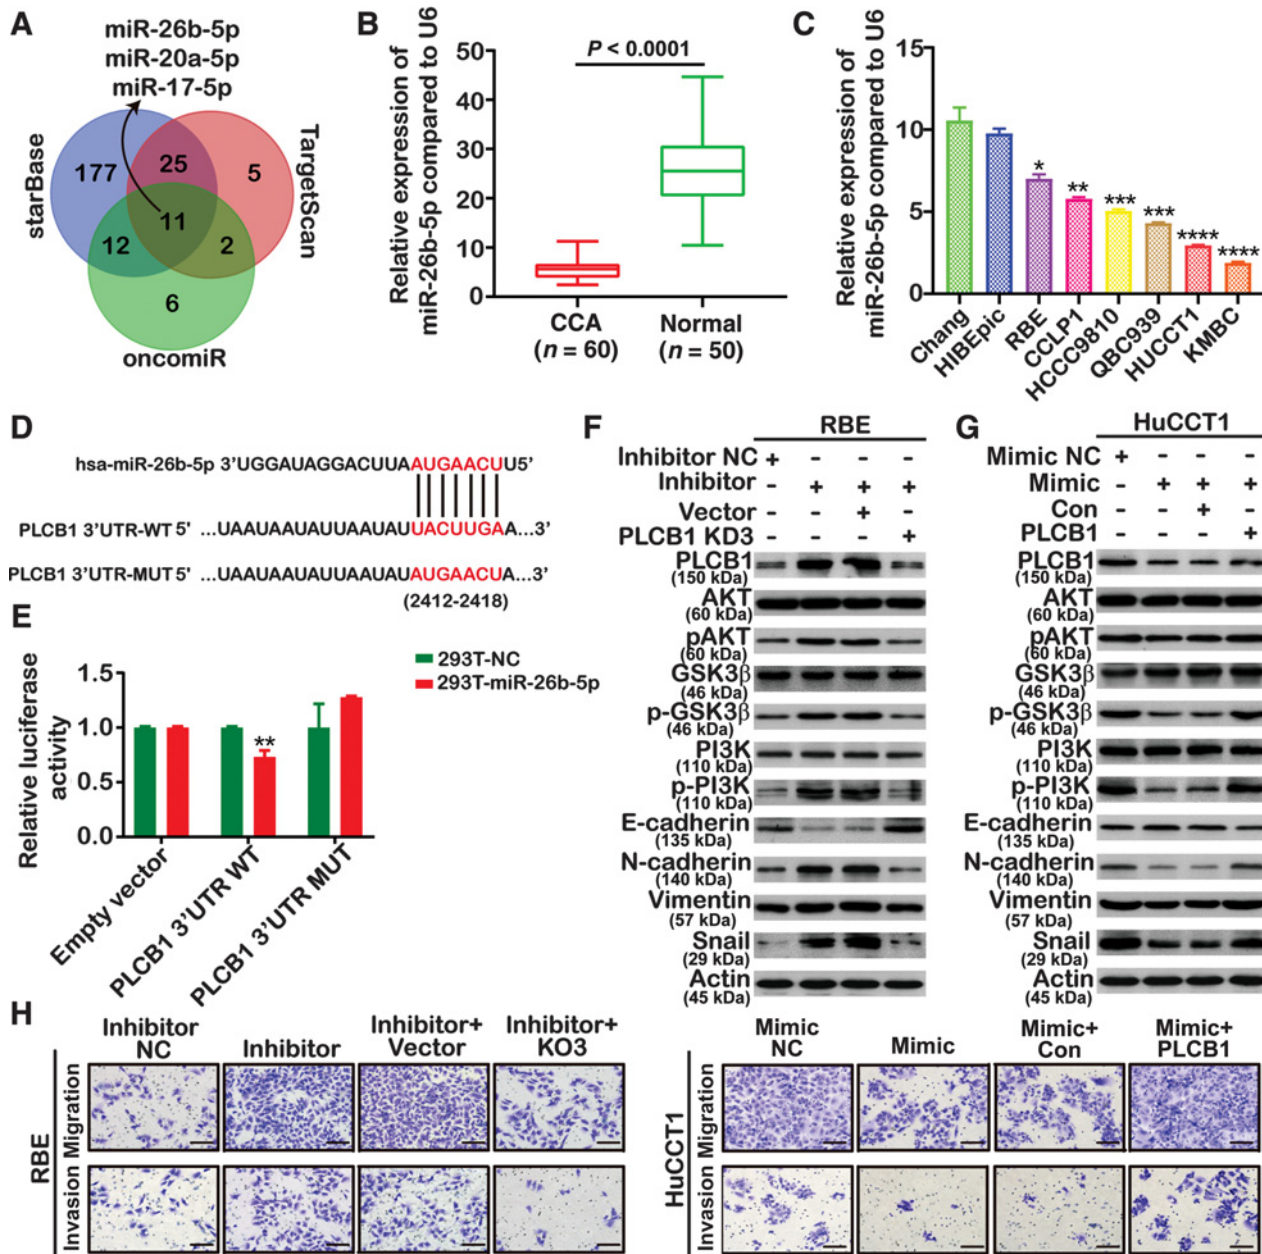 A
miR-26b-5p
miR-20a-5p
miR-17-5p
starBase
TargetScan
oncomiR
177
25
5
11
12
2
6
B
Relative expression of
miR-26b-5p compared to U6
P < 0.0001
50
40
30
20
10
0
CCA
(n = 60)
Normal
(n = 50)
C
Relative expression of
miR-26b-5p compared to U6
15
10
5
0
*
**
***
***
****
****
Chang
HIBEpic
RBE
CCLP1
HCCC9810
QBC939
HUCCT1
KMBC
D
hsa-miR-26b-5p 3'UGGAUAGGACUUAAUGAACUU5'
PLCB1 3'UTR-WT 5' ...UAAUAAUAUUAAUAUUACUUGAA...3'
PLCB1 3'UTR-MUT 5' ...UAAUAAUAUUAAUAUAUGAACUA...3'
(2412-2418)
E
Relative luciferase
activity
1.5
1.0
0.5
0.0
**
293T-NC
293T-miR-26b-5p
Empty vector
PLCB1 3'UTR WT
PLCB1 3'UTR MUT
F
RBE
Inhibitor NC + - - -
Inhibitor - + + +
Vector - - + -
PLCB1 KD3 - - - +
PLCB1
(150 kDa)
AKT
(60 kDa)
pAKT
(60 kDa)
GSK3β
(46 kDa)
p-GSK3β
(46 kDa)
PI3K
(110 kDa)
p-PI3K
(110 kDa)
E-cadherin
(135 kDa)
N-cadherin
(140 kDa)
Vimentin
(57 kDa)
Snail
(29 kDa)
Actin
(45 kDa)
G
HuCCT1
Mimic NC + - - -
Mimic - + + +
Con - - + -
PLCB1 - - - +
PLCB1
(150 kDa)
AKT
(60 kDa)
pAKT
(60 kDa)
GSK3β
(46 kDa)
p-GSK3β
(46 kDa)
PI3K
(110 kDa)
p-PI3K
(110 kDa)
E-cadherin
(135 kDa)
N-cadherin
(140 kDa)
Vimentin
(57 kDa)
Snail
(29 kDa)
Actin
(45 kDa)
H
RBE
Migration
Invasion
Inhibitor
NC
Inhibitor
Inhibitor+
Vector
Inhibitor+
KO3
HuCCT1
Migration
Invasion
Mimic
NC
Mimic
Mimic+
Con
Mimic+
PLCB1